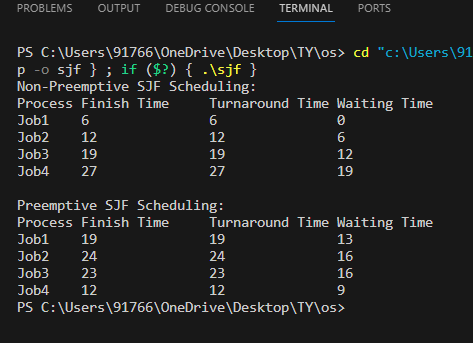 PROBLEMS OUTPUT DEBUG CONSOLE TERMINAL PORTS
PS C:\Users\91766\OneDrive\Desktop\TY\os> cd "c:\Users\91
p -o sjf } ; if ($?) { .\sjf }
Non-Preemptive SJF Scheduling:
Process Finish Time Turnaround Time Waiting Time
Job1 6 6 0
Job2 12 12 6
Job3 19 19 12
Job4 27 27 19
Preemptive SJF Scheduling:
Process Finish Time Turnaround Time Waiting Time
Job1 19 19 13
Job2 24 24 16
Job3 23 23 16
Job4 12 12 9
PS C:\Users\91766\OneDrive\Desktop\TY\os>